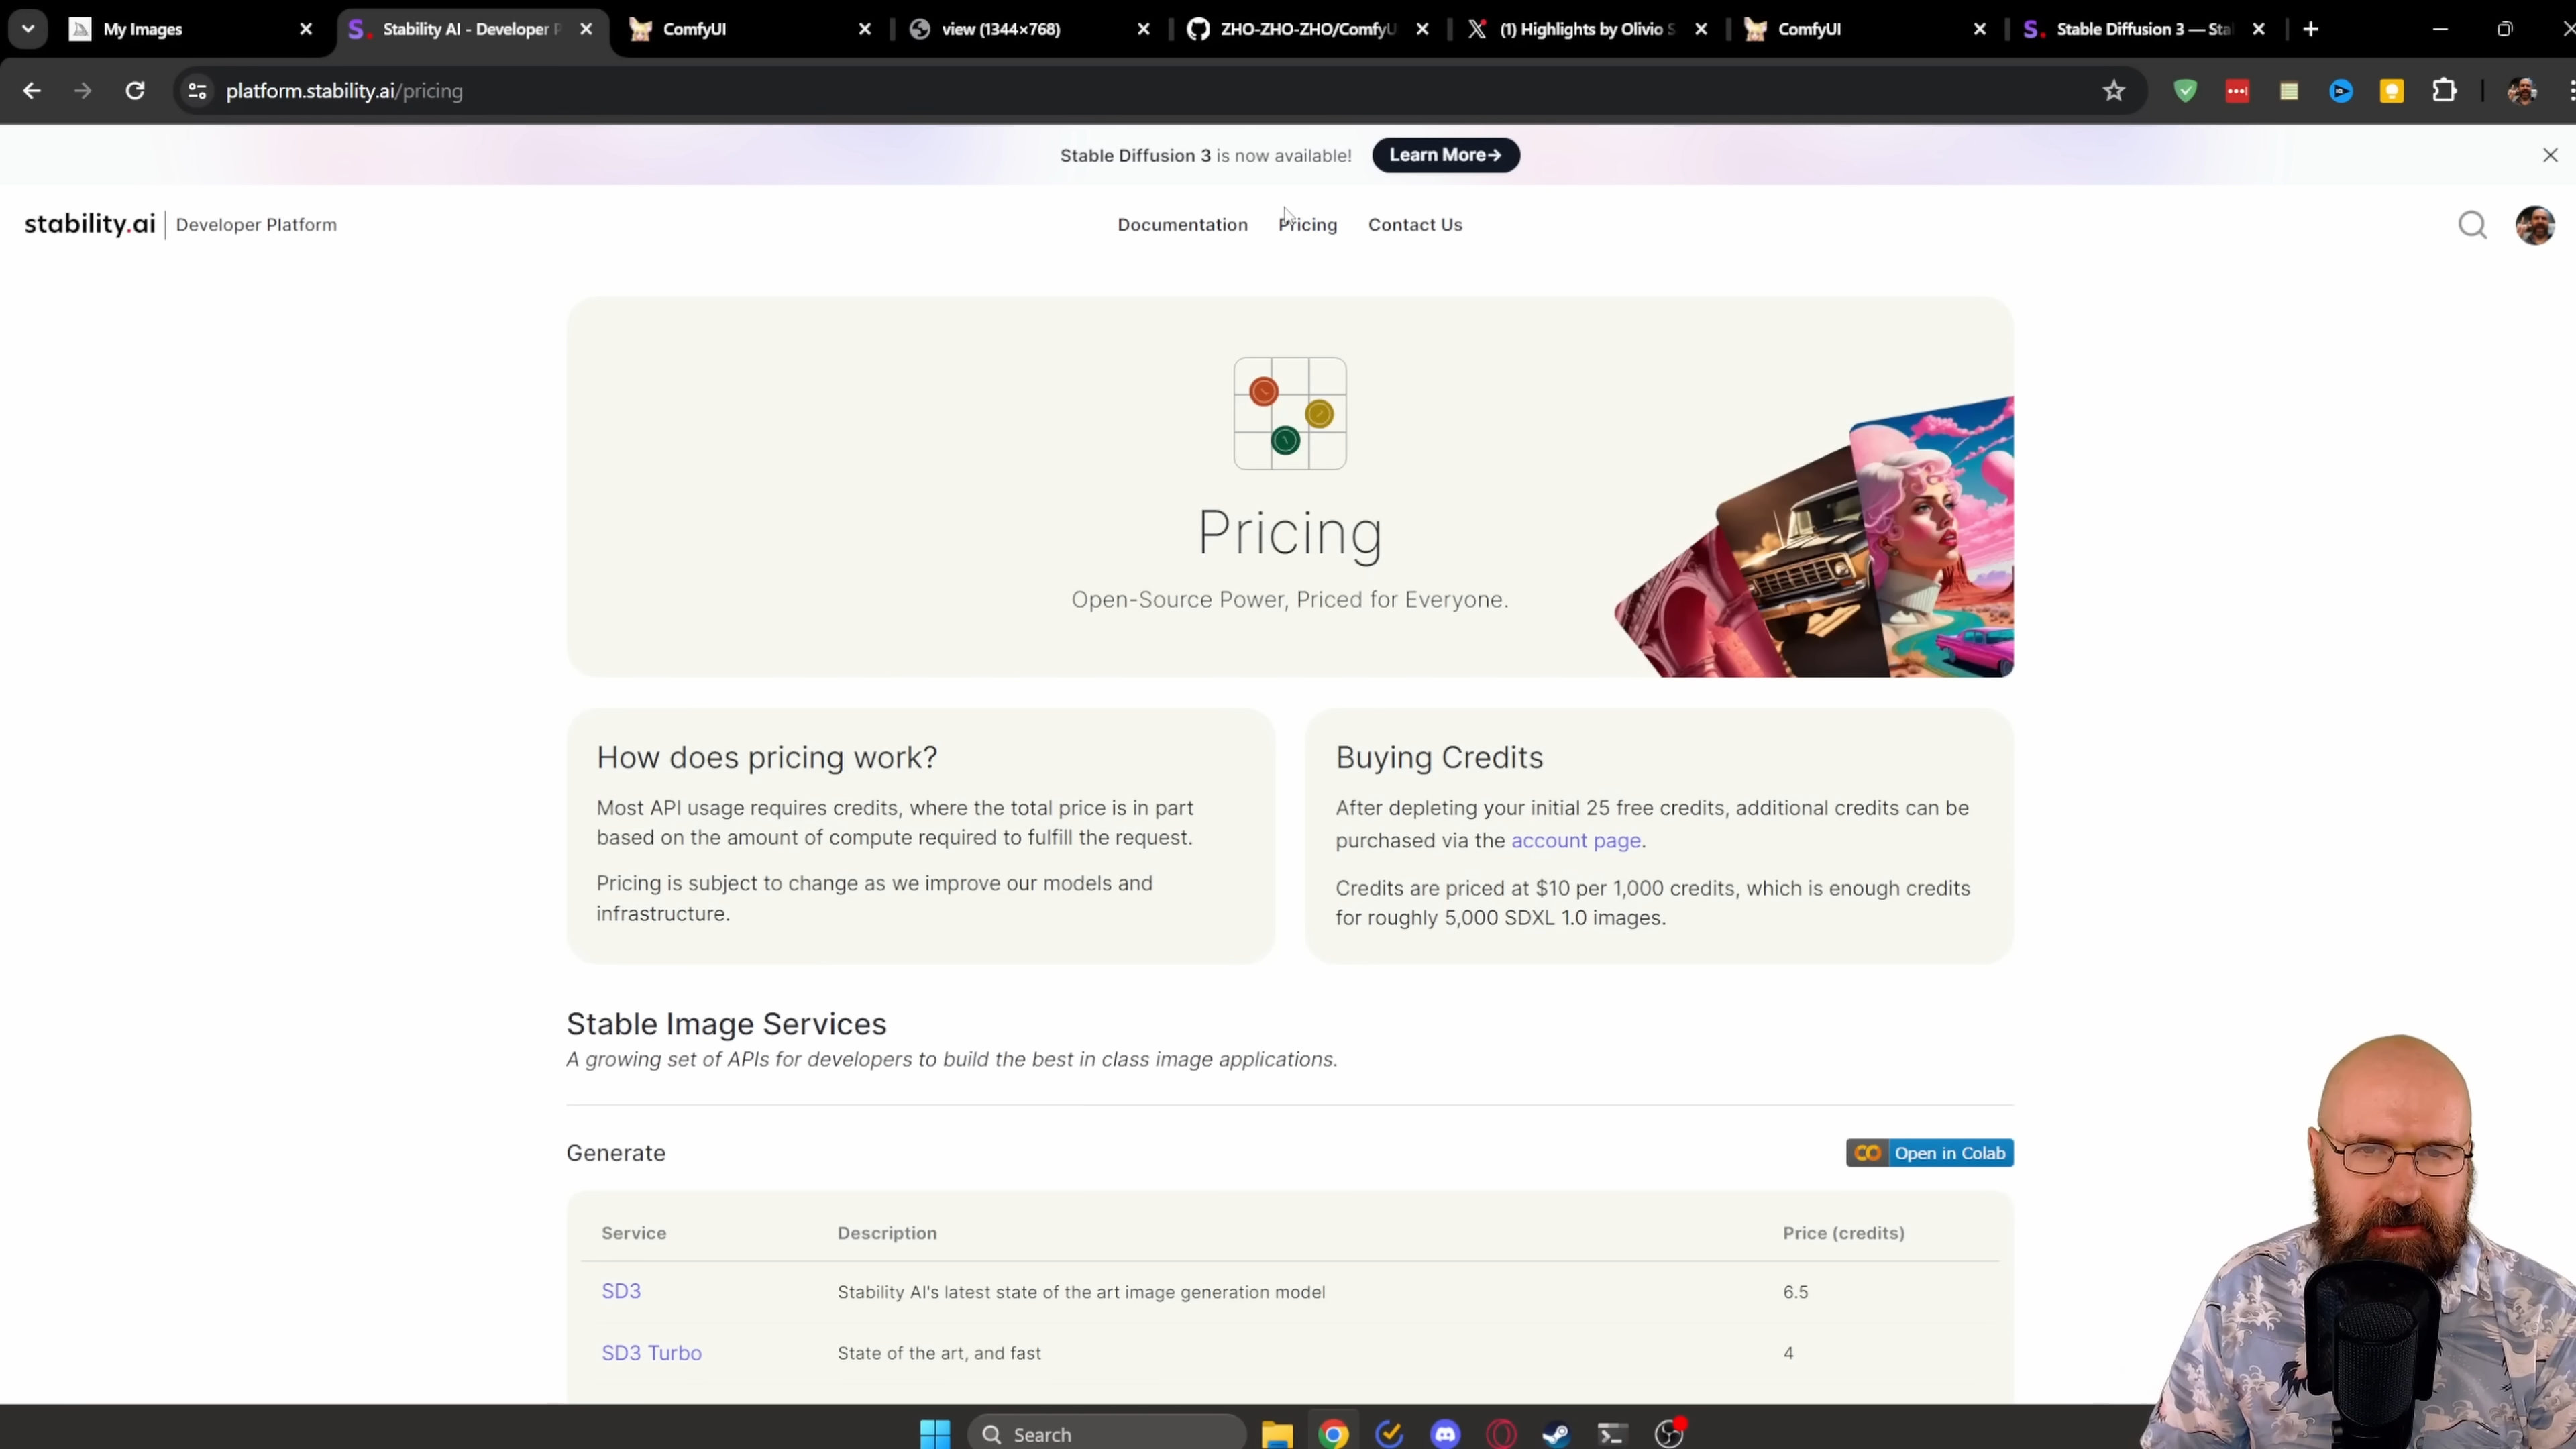 My Images
Stability AI - Developer P
ComfyUI
view (1344×768)
ZHO-ZHO-ZHO/ComfyU
(1) Highlights by Olivio S
ComfyUI
Stable Diffusion 3 — Sta
platform.stability.ai/pricing
Stable Diffusion 3 is now available!
Learn More→
stability.ai | Developer Platform
Documentation
Pricing
Contact Us
Pricing
Open-Source Power, Priced for Everyone.
How does pricing work?
Most API usage requires credits, where the total price is in part
based on the amount of compute required to fulfill the request.
Pricing is subject to change as we improve our models and
infrastructure.
Buying Credits
After depleting your initial 25 free credits, additional credits can be
purchased via the account page.
Credits are priced at $10 per 1,000 credits, which is enough credits
for roughly 5,000 SDXL 1.0 images.
Stable Image Services
A growing set of APIs for developers to build the best in class image applications.
Generate
Open in Colab
Service Description Price (credits)
SD3 Stability AI's latest state of the art image generation model 6.5
SD3 Turbo State of the art, and fast 4
Search